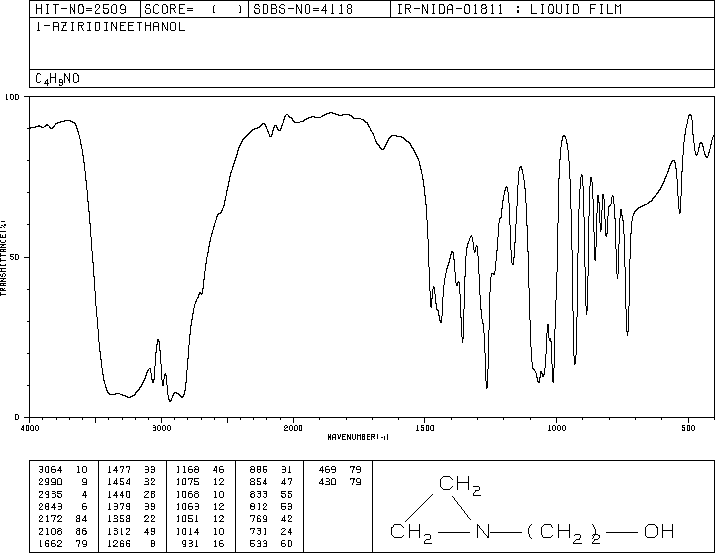 HIT-NO=2509 SCORE= ( ) SDBS-NO=4118 IR-NIDA-01811 : LIQUID FILM
1-AZIRIDINEETHANOL
C4H9NO
100
50
0
TRANSMITTANCE(%)
4000 3000 2000 1500 1000 500
WAVENUMBER(-1)
3064 10 1477 33 1168 46 886 31 469 79
2990 9 1454 32 1075 12 854 47 430 79
2935 4 1440 28 1068 10 833 55
2849 6 1379 39 1063 12 812 53
2172 84 1358 22 1051 12 769 42
2108 86 1312 49 1014 10 731 24
1662 79 1266 8 931 16 533 60
CH2
CH2 N (CH2)2 OH